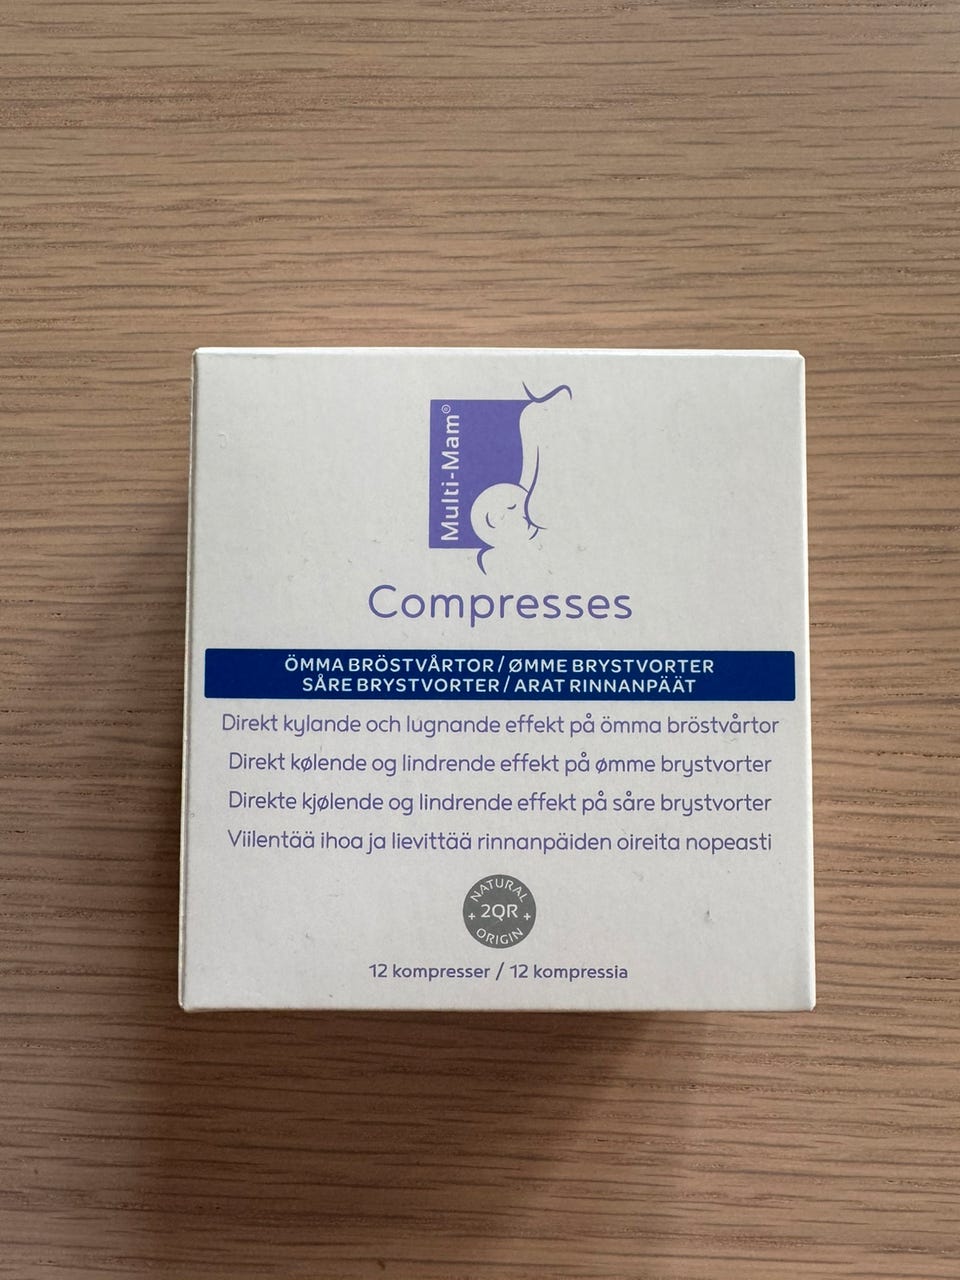 Multi-Mam®
Compresses
ÖMMA BRÖSTVÅRTOR / ØMME BRYSTVORTER
SÅRE BRYSTVORTER / ARAT RINNANPÄÄT
Direkt kylande och lugnande effekt på ömma bröstvårtor
Direkt kølende og lindrende effekt på ømme brystvorter
Direkte kjølende og lindrende effekt på såre brystvorter
Viilentää ihoa ja lievittää rinnanpäiden oireita nopeasti
NATURAL
+ 2QR +
ORIGIN
12 kompresser / 12 kompressia